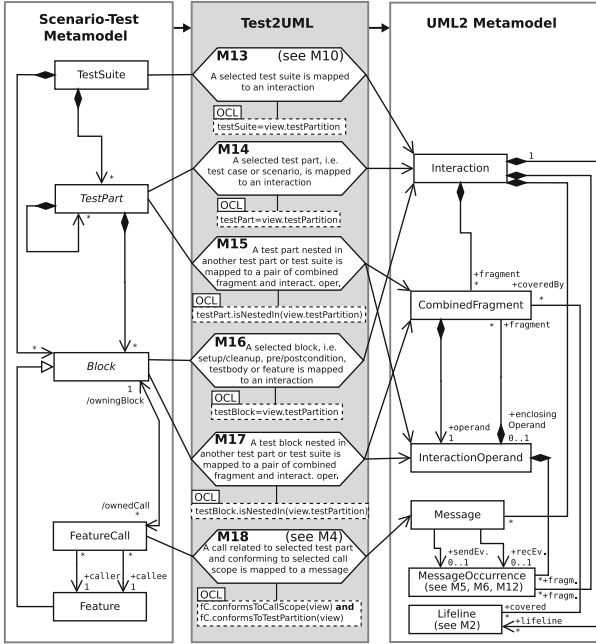 Scenario-Test
Metamodel
Test2UML
UML2 Metamodel
TestSuite
*
TestPart
*
*
*
Block
1
/owningBlock
*
/ownedCall
FeatureCall
*
*
+caller
+callee
1
1
Feature
M13 (see M10)
A selected test suite is mapped
to an interaction
OCL
testSuite=view.testPartition
M14
A selected test part, i.e.
test case or scenario, is mapped
to an interaction
OCL
testPart=view.testPartition
M15 A test part nested in
another test part or test suite is
mapped to a pair of combined
fragment and interact. oper.
OCL
testPart.isNestedIn(view.testPartition)
M16 A selected block, i.e.
setup/cleanup, pre/postcondition,
testbody or feature is mapped
to an interaction
OCL
testBlock=view.testPartition
M17 A test block nested in
another test part or test suite is
mapped to a pair of combined
fragment and interact. oper.
OCL
testBlock.isNestedIn(view.testPartition)
M18 (see M4)
A call related to selected test part
and conforming to selected call
scope is mapped to a message
OCL
fC.conformsToCallScope(view) and
fC.conformsToTestPartition(view)
Interaction
1
+fragment
*
+coveredBy
CombinedFragment
*
*
+fragment
+operand
1
+enclosing
Operand
0..1
InteractionOperand
Message
*
+sendEv.
0..1
+recEv.
0..1
MessageOccurrence
(see M5, M6, M12)
*+fragm.
*+fragm.
Lifeline
(see M2)
+covered
*
+lifeline
*